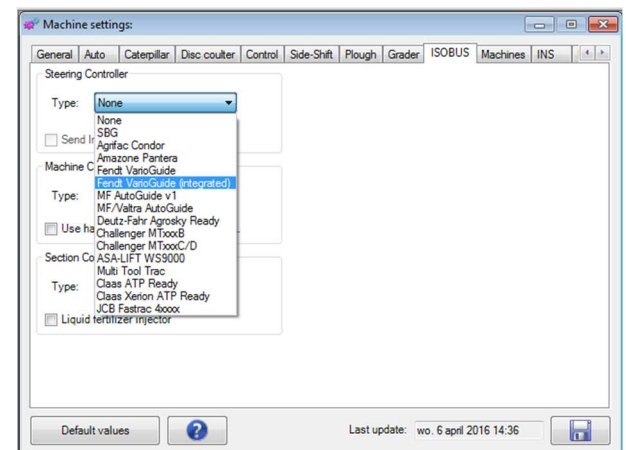 Machine settings:
General Auto Caterpillar Disc coulter Control Side-Shift Plough Grader ISOBUS Machines INS
Steering Controller
Type: None
None
SBG
Send
Agrifac Condor
Amazone Pantera
Machine C
Fendt VarioGuide
Fendt VarioGuide (integrated)
Type:
MF AutoGuide v1
MF/Valtra AutoGuide
Deutz-Fahr Agrosky Ready
Use ha
Challenger MTxxxB
Challenger MTxxxC/D
Section Co
ASA-LIFT WS9000
Multi Tool Trac
Type:
Claas ATP Ready
Claas Xerion ATP Ready
JCB Fastrac 4xxxx
Liquid fertilizer injector
Default values
?
Last update: wo. 6 april 2016 14:36